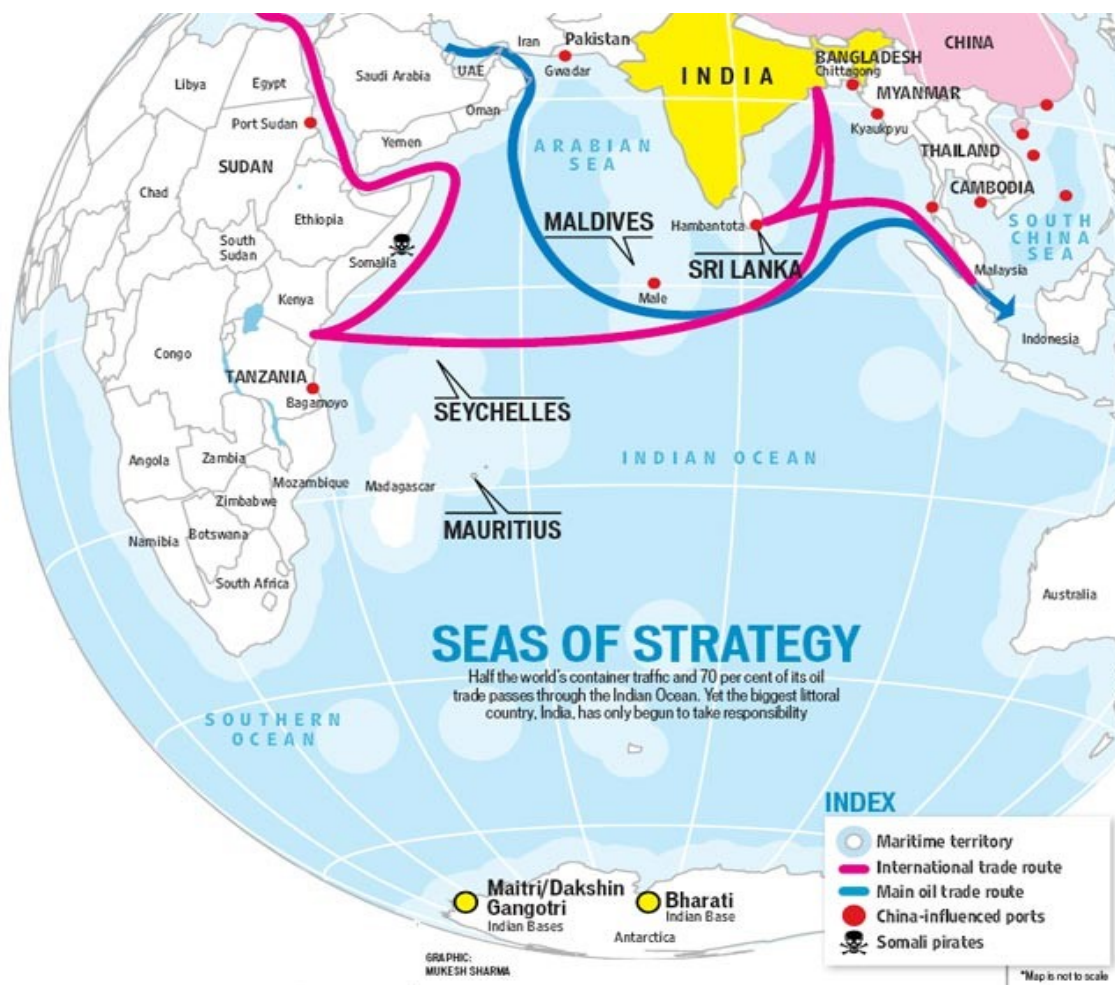 Iran
Pakistan
CHINA
Libya
Egypt
Saudi Arabia
UAE
Gwadar
INDIA
BANGLADESH
Chittagong
MYANMAR
Port Sudan
Oman
Kyaukpyu
Yemen
ARABIAN
SEA
THAILAND
SUDAN
Chad
CAMBODIA
Ethiopia
MALDIVES
Hambantota
SOUTH
CHINA
SEA
South
Sudan
Somalia
SRI LANKA
Malaysia
Kenya
Male
Indonesia
Congo
TANZANIA
Bagamoyo
SEYCHELLES
Angola
Zambia
INDIAN OCEAN
Mozambique
Madagascar
Zimbabwe
MAURITIUS
Namibia
Botswana
South Africa
Australia
SEAS OF STRATEGY
Half the world's container traffic and 70 per cent of its oil
trade passes through the Indian Ocean. Yet the biggest littoral
country, India, has only begun to take responsibility
SOUTHERN
OCEAN
INDEX
Maritime territory
International trade route
Main oil trade route
China-influenced ports
Somali pirates
Maitri/Dakshin
Gangotri
Indian Bases
Bharati
Indian Base
Antarctica
GRAPHIC:
MUKESH SHARMA
*Map is not to scale